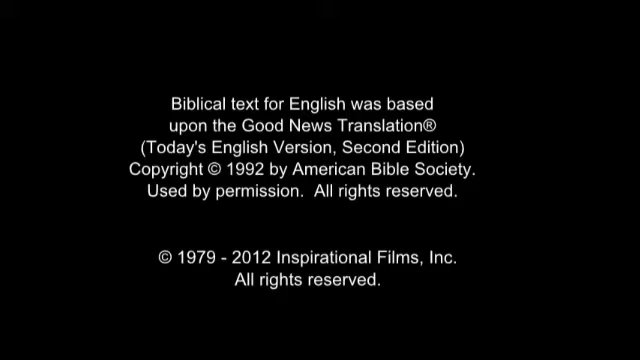 Biblical text for English was based
upon the Good News Translation®
(Today's English Version, Second Edition)
Copyright © 1992 by American Bible Society.
Used by permission.  All rights reserved.
© 1979 - 2012 Inspirational Films, Inc.
All rights reserved.